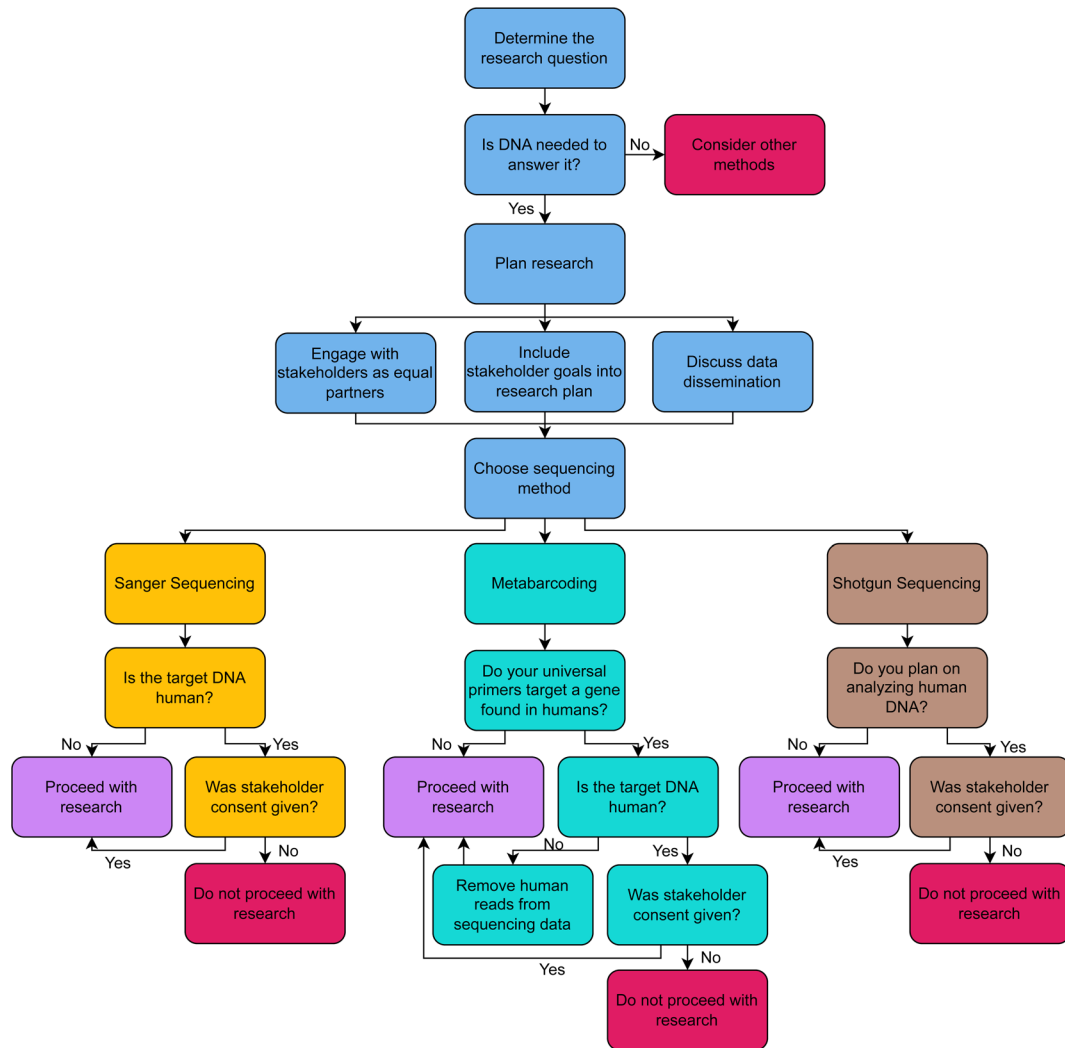 Determine the
research question
Is DNA needed to
answer it?
No
Consider other
methods
Yes
Plan research
Engage with
stakeholders as equal
partners
Include
stakeholder goals into
research plan
Discuss data
dissemination
Choose sequencing
method
Sanger Sequencing
Metabarcoding
Shotgun Sequencing
Is the target DNA
human?
Do your universal
primers target a gene
found in humans?
Do you plan on
analyzing human
DNA?
No
Yes
No
Yes
No
Yes
Proceed with
research
Was stakeholder
consent given?
Proceed with
research
Is the target DNA
human?
Proceed with
research
Was stakeholder
consent given?
Yes
No
No
Yes
Yes
No
Do not proceed with
research
Remove human
reads from
sequencing data
Was stakeholder
consent given?
Do not proceed with
research
Yes
No
Do not proceed with
research